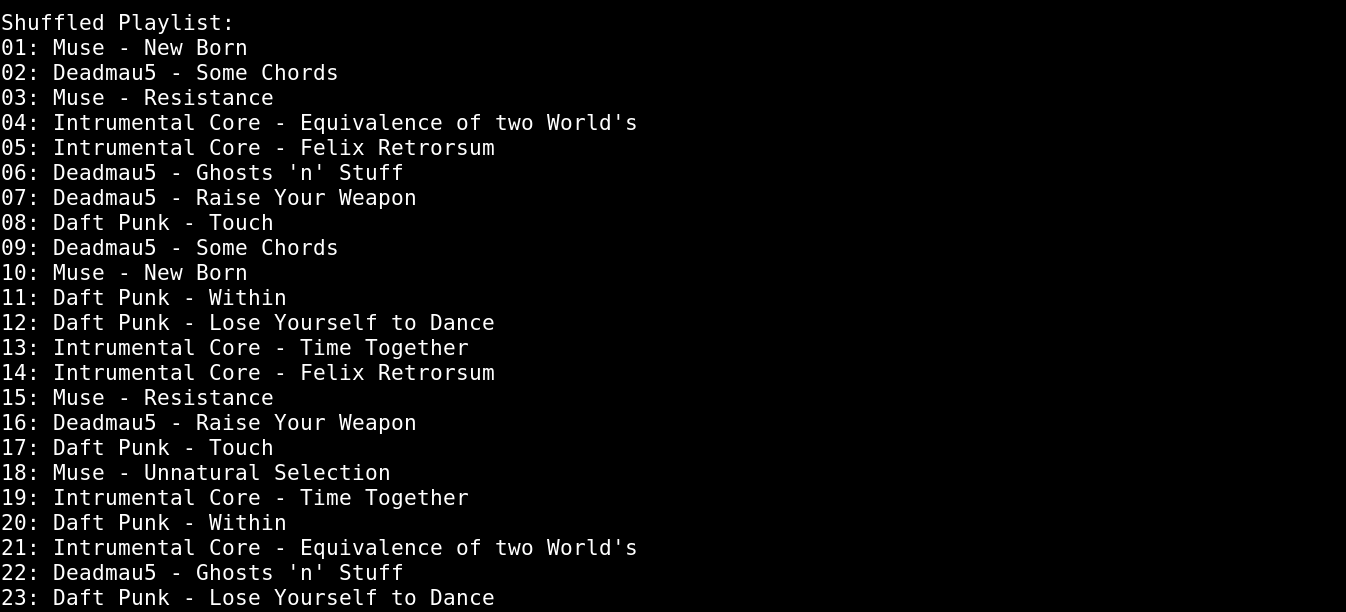 Shuffled Playlist:
01: Muse - New Born
02: Deadmau5 - Some Chords
03: Muse - Resistance
04: Intrumental Core - Equivalence of two World's
05: Intrumental Core - Felix Retrorsum
06: Deadmau5 - Ghosts 'n' Stuff
07: Deadmau5 - Raise Your Weapon
08: Daft Punk - Touch
09: Deadmau5 - Some Chords
10: Muse - New Born
11: Daft Punk - Within
12: Daft Punk - Lose Yourself to Dance
13: Intrumental Core - Time Together
14: Intrumental Core - Felix Retrorsum
15: Muse - Resistance
16: Deadmau5 - Raise Your Weapon
17: Daft Punk - Touch
18: Muse - Unnatural Selection
19: Intrumental Core - Time Together
20: Daft Punk - Within
21: Intrumental Core - Equivalence of two World's
22: Deadmau5 - Ghosts 'n' Stuff
23: Daft Punk - Lose Yourself to Dance